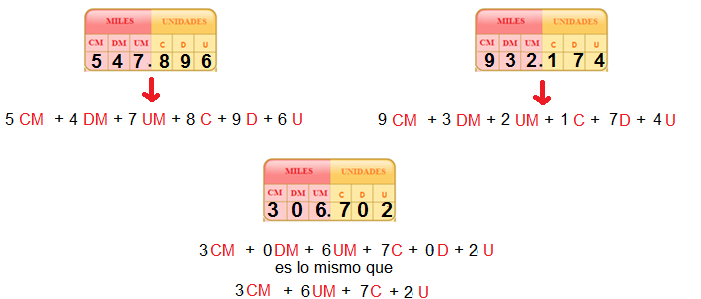 MILES UNIDADES
CM DM UM C D U
5 4 7.8 9 6
5 CM + 4 DM + 7 UM + 8 C + 9 D + 6 U
MILES UNIDADES
CM DM UM C D U
9 3 2.1 7 4
9 CM + 3 DM + 2 UM + 1 C + 7D + 4U
MILES UNIDADES
CM DM UM C D U
3 0 6.7 0 2
3CM + 0DM + 6UM + 7C + 0D + 2 U
es lo mismo que
3CM + 6UM + 7C + 2 U